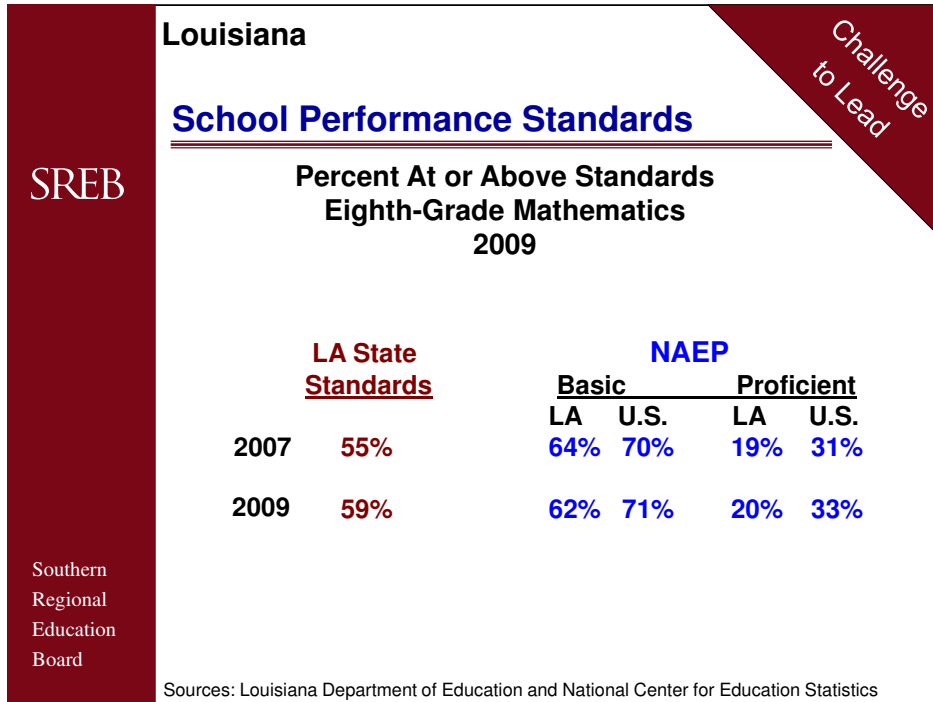 Louisiana
Challenge
to Lead
School Performance Standards
SREB
Percent At or Above Standards
Eighth-Grade Mathematics
2009
LA State NAEP
Standards Basic Proficient
LA U.S. LA U.S.
2007 55% 64% 70% 19% 31%
2009 59% 62% 71% 20% 33%
Southern
Regional
Education
Board
Sources: Louisiana Department of Education and National Center for Education Statistics